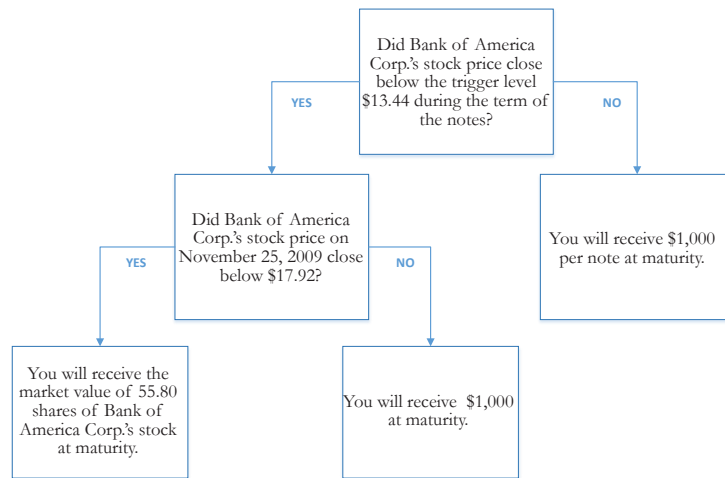 Did Bank of America
Corp.'s stock price close
below the trigger level
$13.44 during the term of
the notes?
YES
NO
Did Bank of America
Corp.'s stock price on
November 25, 2009 close
below $17.92?
You will receive $1,000
per note at maturity.
YES
NO
You will receive the
market value of 55.80
shares of Bank of
America Corp.'s stock
at maturity.
You will receive $1,000
at maturity.